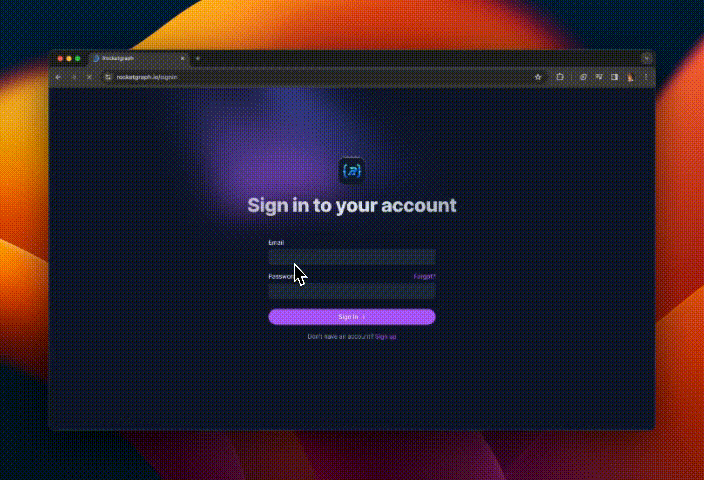 Rocketgraph
rocketgraph.io/signin
Sign in to your account
Email
Password
Forgot?
Sign in
Don't have an account? Sign up